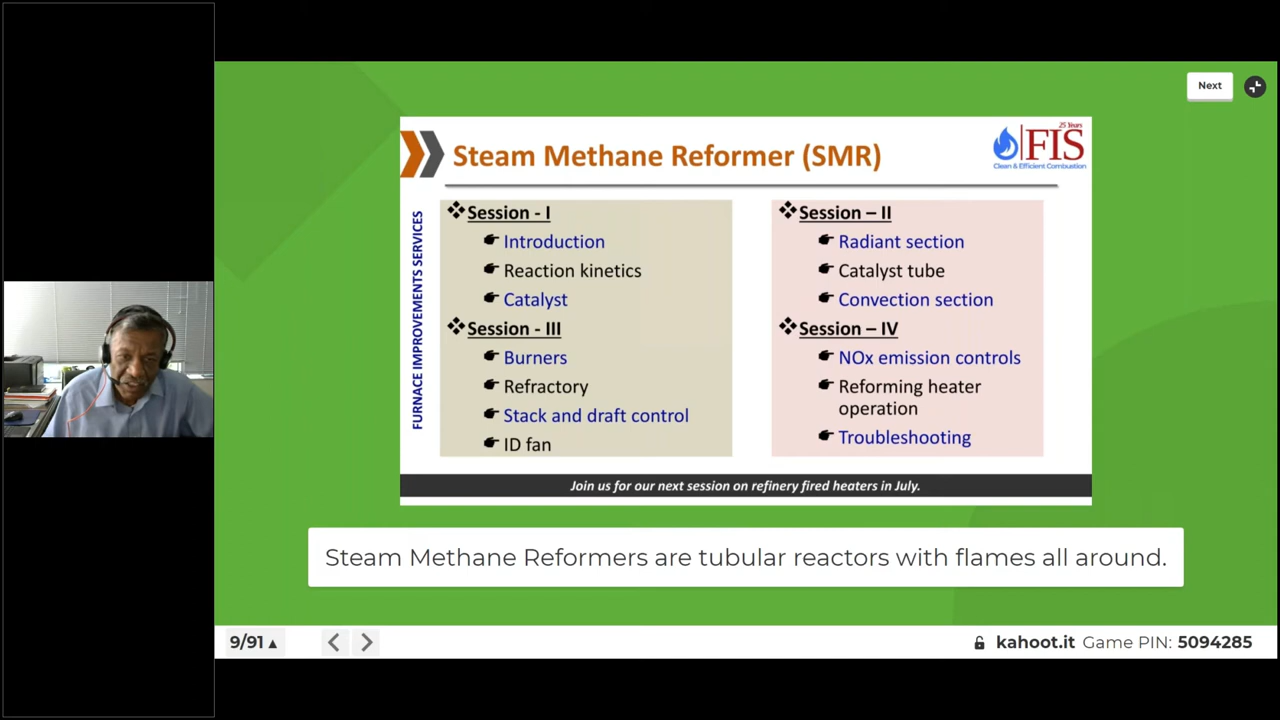 Next
Steam Methane Reformer (SMR)
25 Years
FIS
Clean & Efficient Combustion
FURNACE IMPROVEMENTS SERVICES
Session - I
Introduction
Reaction kinetics
Catalyst
Session - III
Burners
Refractory
Stack and draft control
ID fan
Session – II
Radiant section
Catalyst tube
Convection section
Session – IV
NOx emission controls
Reforming heater
operation
Troubleshooting
Join us for our next session on refinery fired heaters in July.
Steam Methane Reformers are tubular reactors with flames all around.
9/91 ▲
kahoot.it Game PIN: 5094285